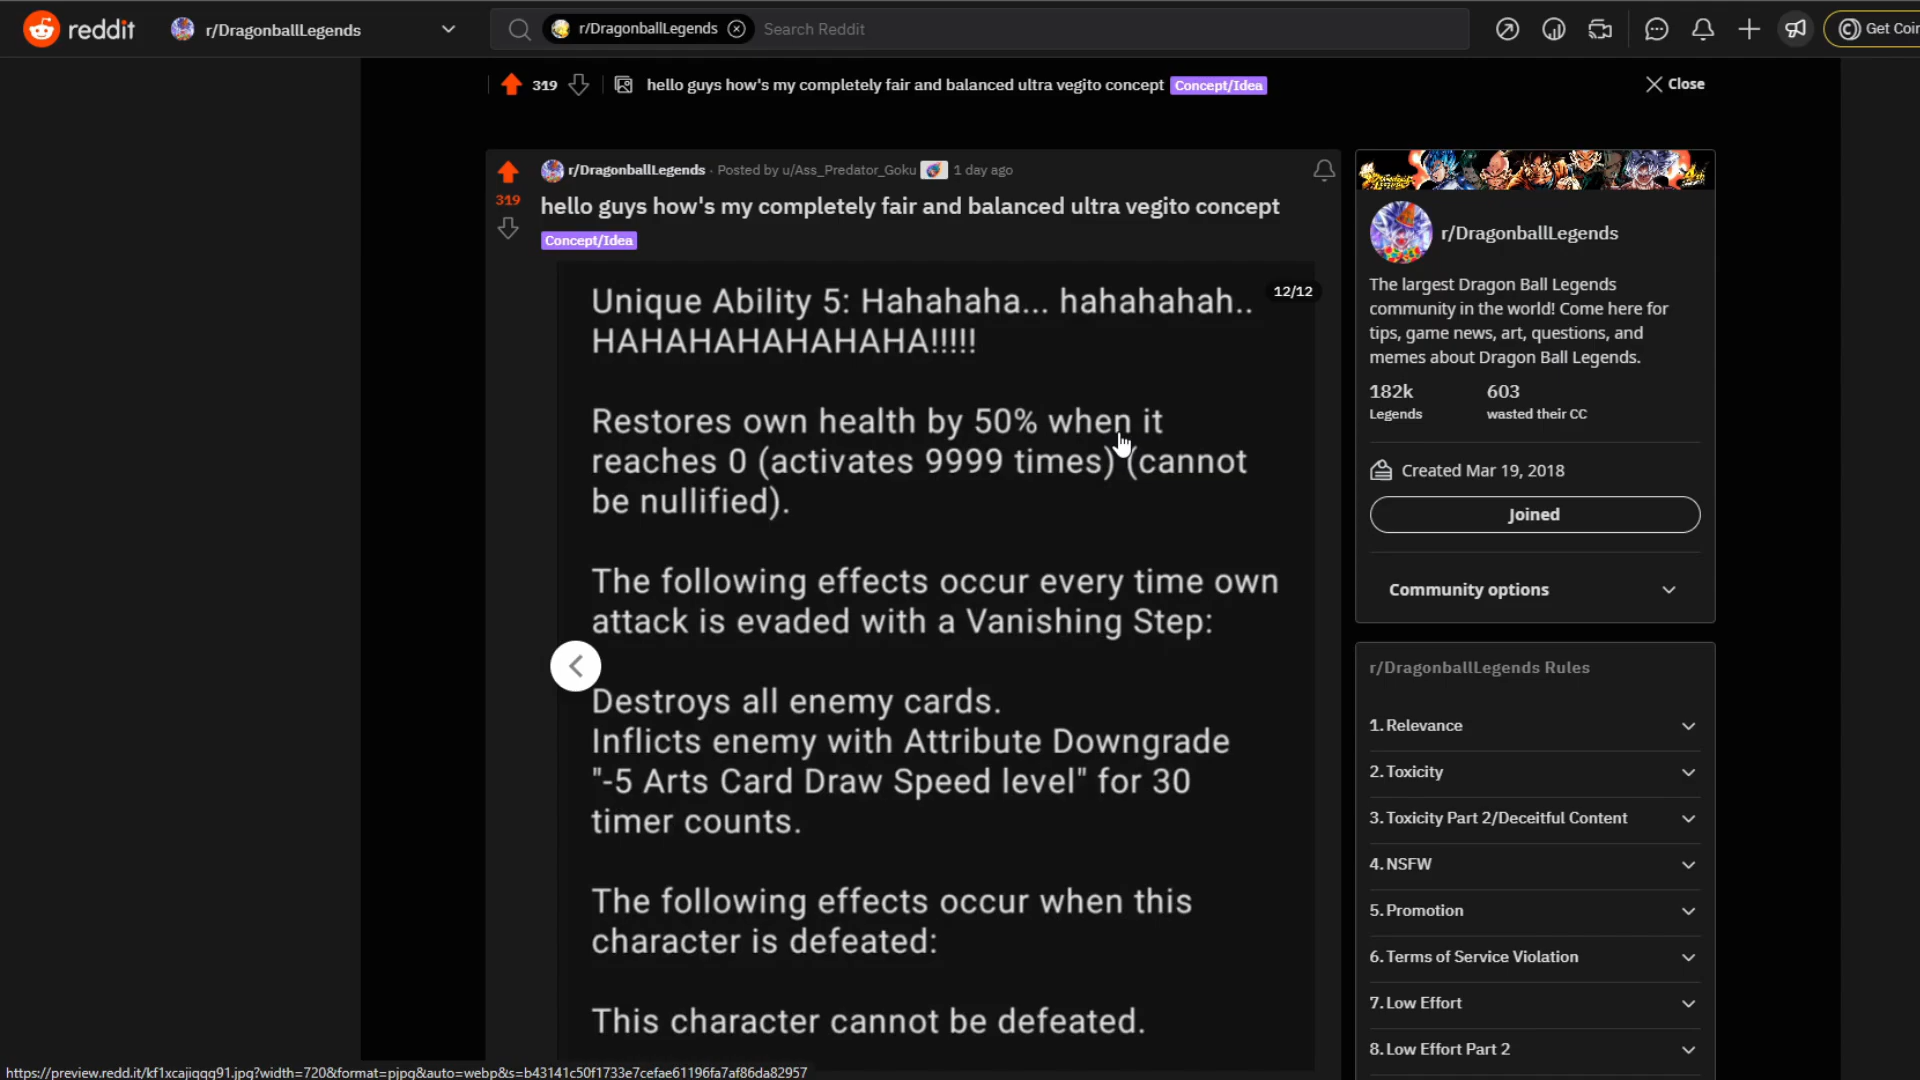 reddit
r/DragonballLegends
r/DragonballLegends
Search Reddit
Get Coin
319
hello guys how's my completely fair and balanced ultra vegito concept
Concept/Idea
Close
r/DragonballLegends · Posted by u/Ass_Predator_Goku 1 day ago
319
hello guys how's my completely fair and balanced ultra vegito concept
Concept/Idea
12/12
Unique Ability 5: Hahahaha... hahahahah..
HAHAHAHAHAHAHA!!!!!
Restores own health by 50% when it
reaches 0 (activates 9999 times) (cannot
be nullified).
The following effects occur every time own
attack is evaded with a Vanishing Step:
Destroys all enemy cards.
Inflicts enemy with Attribute Downgrade
"-5 Arts Card Draw Speed level" for 30
timer counts.
The following effects occur when this
character is defeated:
This character cannot be defeated.
r/DragonballLegends
The largest Dragon Ball Legends
community in the world! Come here for
tips, game news, art, questions, and
memes about Dragon Ball Legends.
182k
Legends
603
wasted their CC
Created Mar 19, 2018
Joined
Community options
r/DragonballLegends Rules
1. Relevance
2. Toxicity
3. Toxicity Part 2/Deceitful Content
4. NSFW
5. Promotion
6. Terms of Service Violation
7. Low Effort
8. Low Effort Part 2
https://preview.redd.it/kf1xcajiqqq91.jpg?width=720&format=pjpg&auto=webp&s=b43141c50f1733e7cefae61196fa7af86da82957